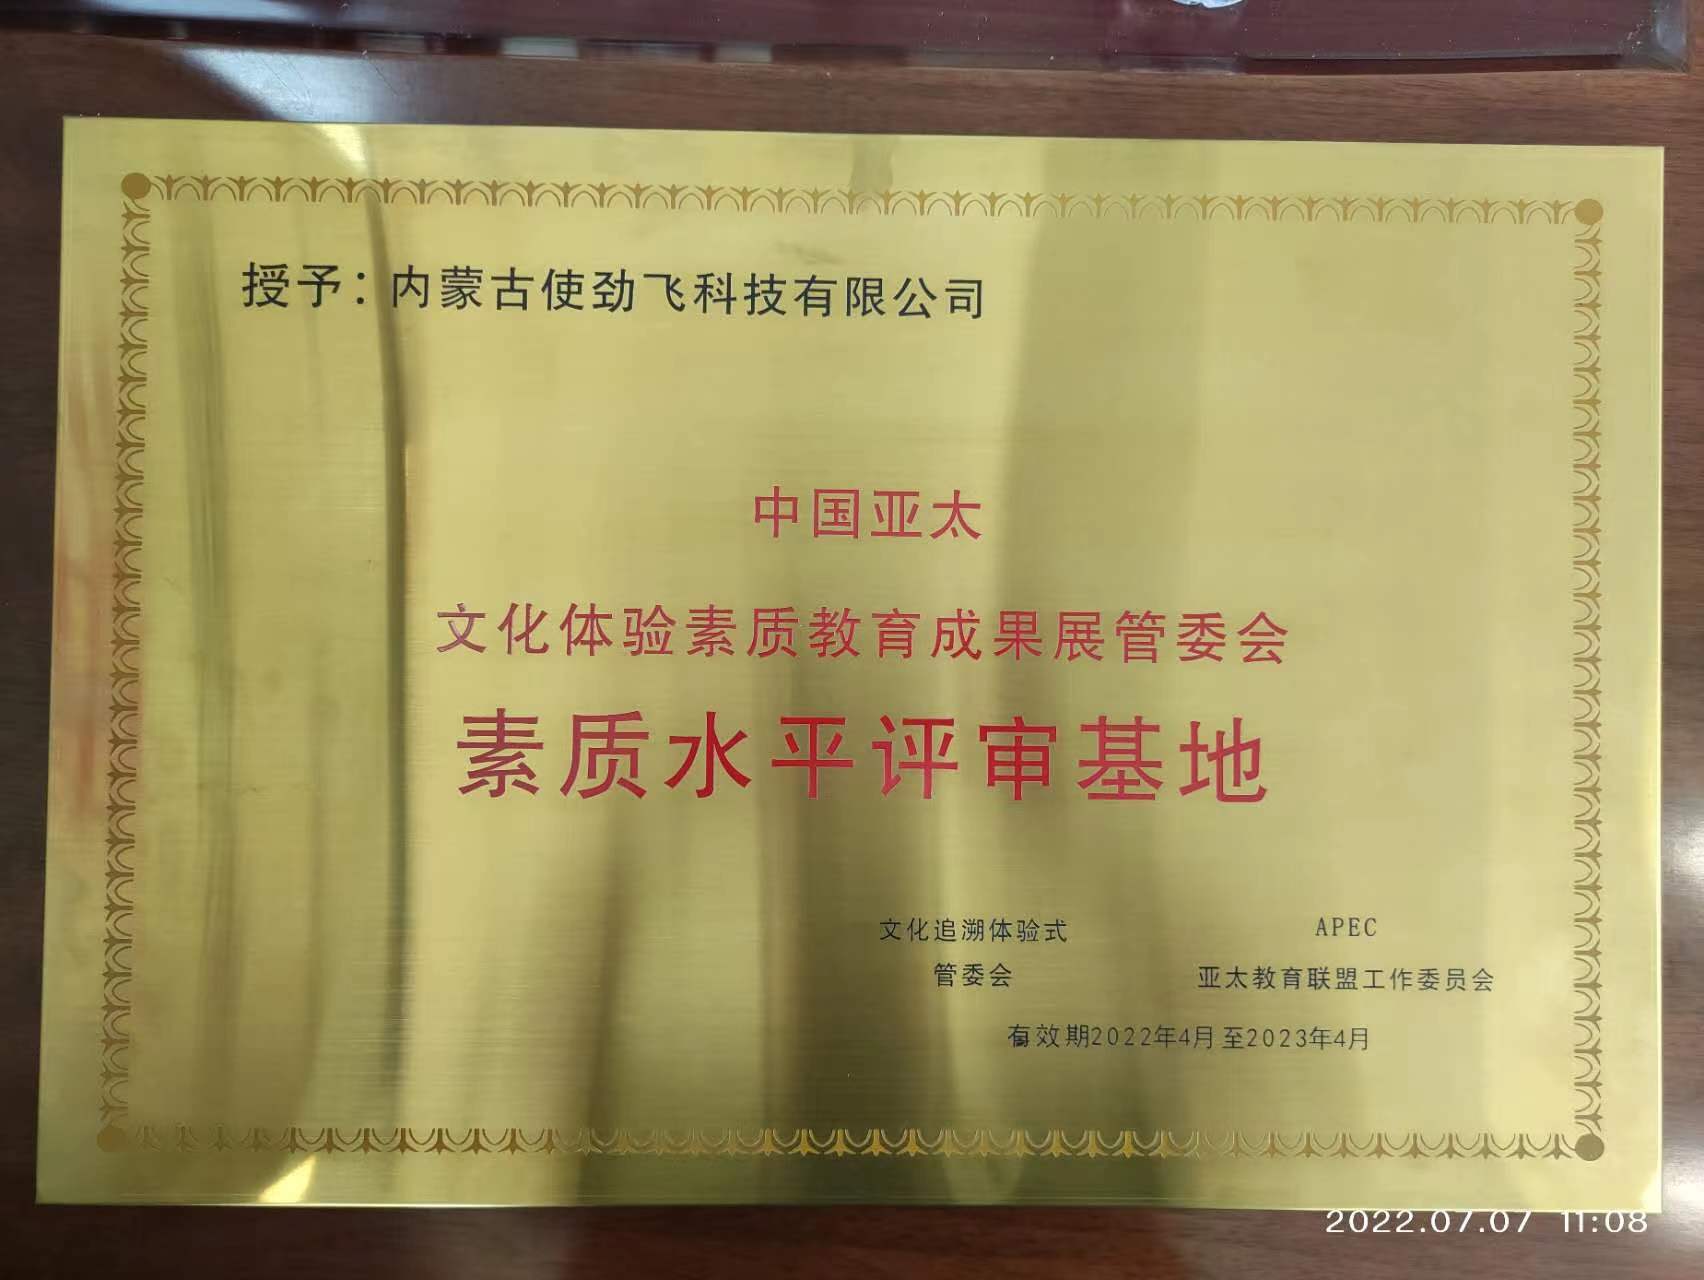 授予：内蒙古使劲飞科技有限公司
中国亚太
文化体验素质教育成果展管委会
素质水平评审基地
文化追溯体验式
管委会
APEC
亚太教育联盟工作委员会
有效期2022年4月至2023年4月
2022.07.07 11:08